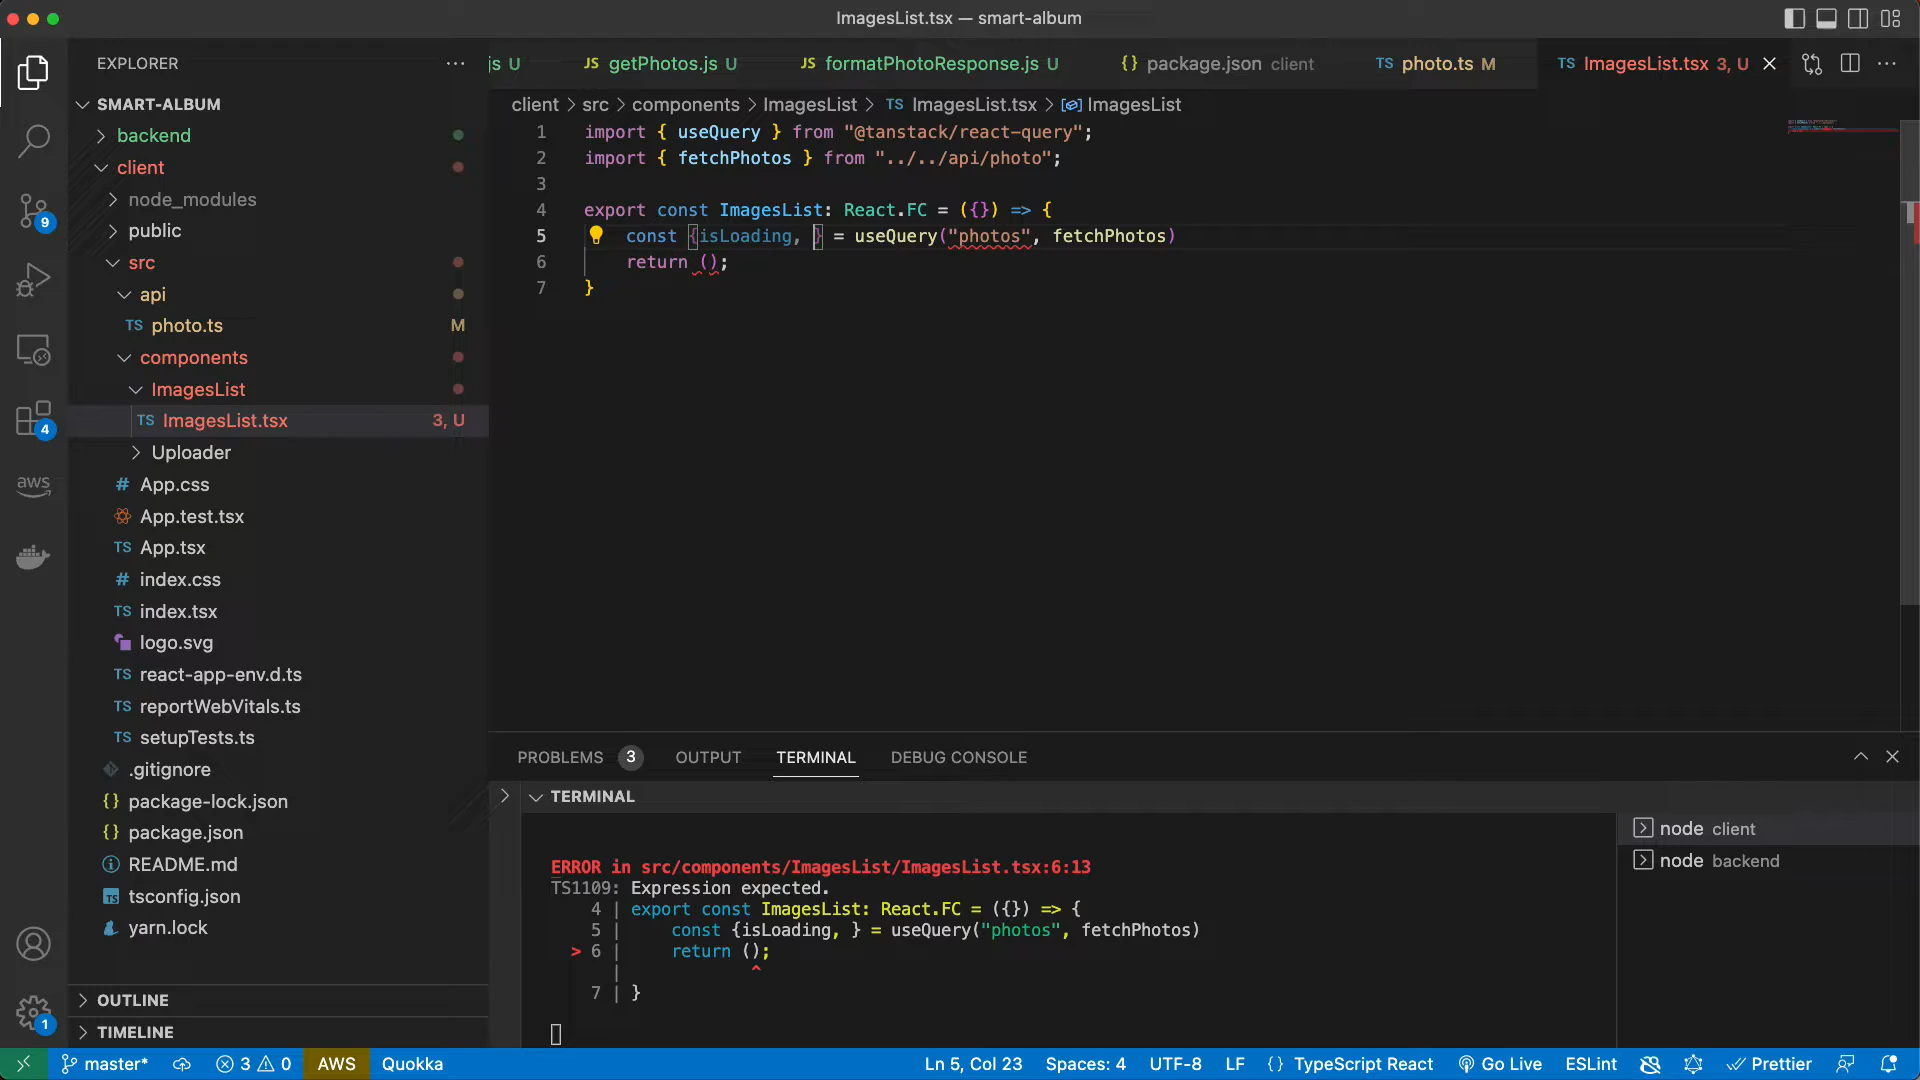 ImagesList.tsx — smart-album
EXPLORER
js U
JS getPhotos.js U
JS formatPhotoResponse.js U
{} package.json client
TS photo.ts M
TS ImagesList.tsx 3, U
client > src > components > ImagesList > TS ImagesList.tsx > ImagesList
SMART-ALBUM
backend
client
node_modules
public
src
api
TS photo.ts M
components
ImagesList
TS ImagesList.tsx 3, U
Uploader
# App.css
App.test.tsx
TS App.tsx
# index.css
TS index.tsx
logo.svg
TS react-app-env.d.ts
TS reportWebVitals.ts
TS setupTests.ts
.gitignore
{} package-lock.json
{} package.json
README.md
TS tsconfig.json
yarn.lock
OUTLINE
TIMELINE
9
4
aws
1
1 import { useQuery } from "@tanstack/react-query";
2 import { fetchPhotos } from "../../api/photo";
3
4 export const ImagesList: React.FC = ({}) => {
5 const {isLoading, } = useQuery("photos", fetchPhotos)
6 return ();
7 }
PROBLEMS 3 OUTPUT TERMINAL DEBUG CONSOLE
TERMINAL
ERROR in src/components/ImagesList/ImagesList.tsx:6:13
TS1109: Expression expected.
4 | export const ImagesList: React.FC = ({}) => {
5 | const {isLoading, } = useQuery("photos", fetchPhotos)
> 6 | return ();
| ^
7 | }
node client
node backend
master* 3 0 AWS Quokka Ln 5, Col 23 Spaces: 4 UTF-8 LF {} TypeScript React Go Live ESLint Prettier